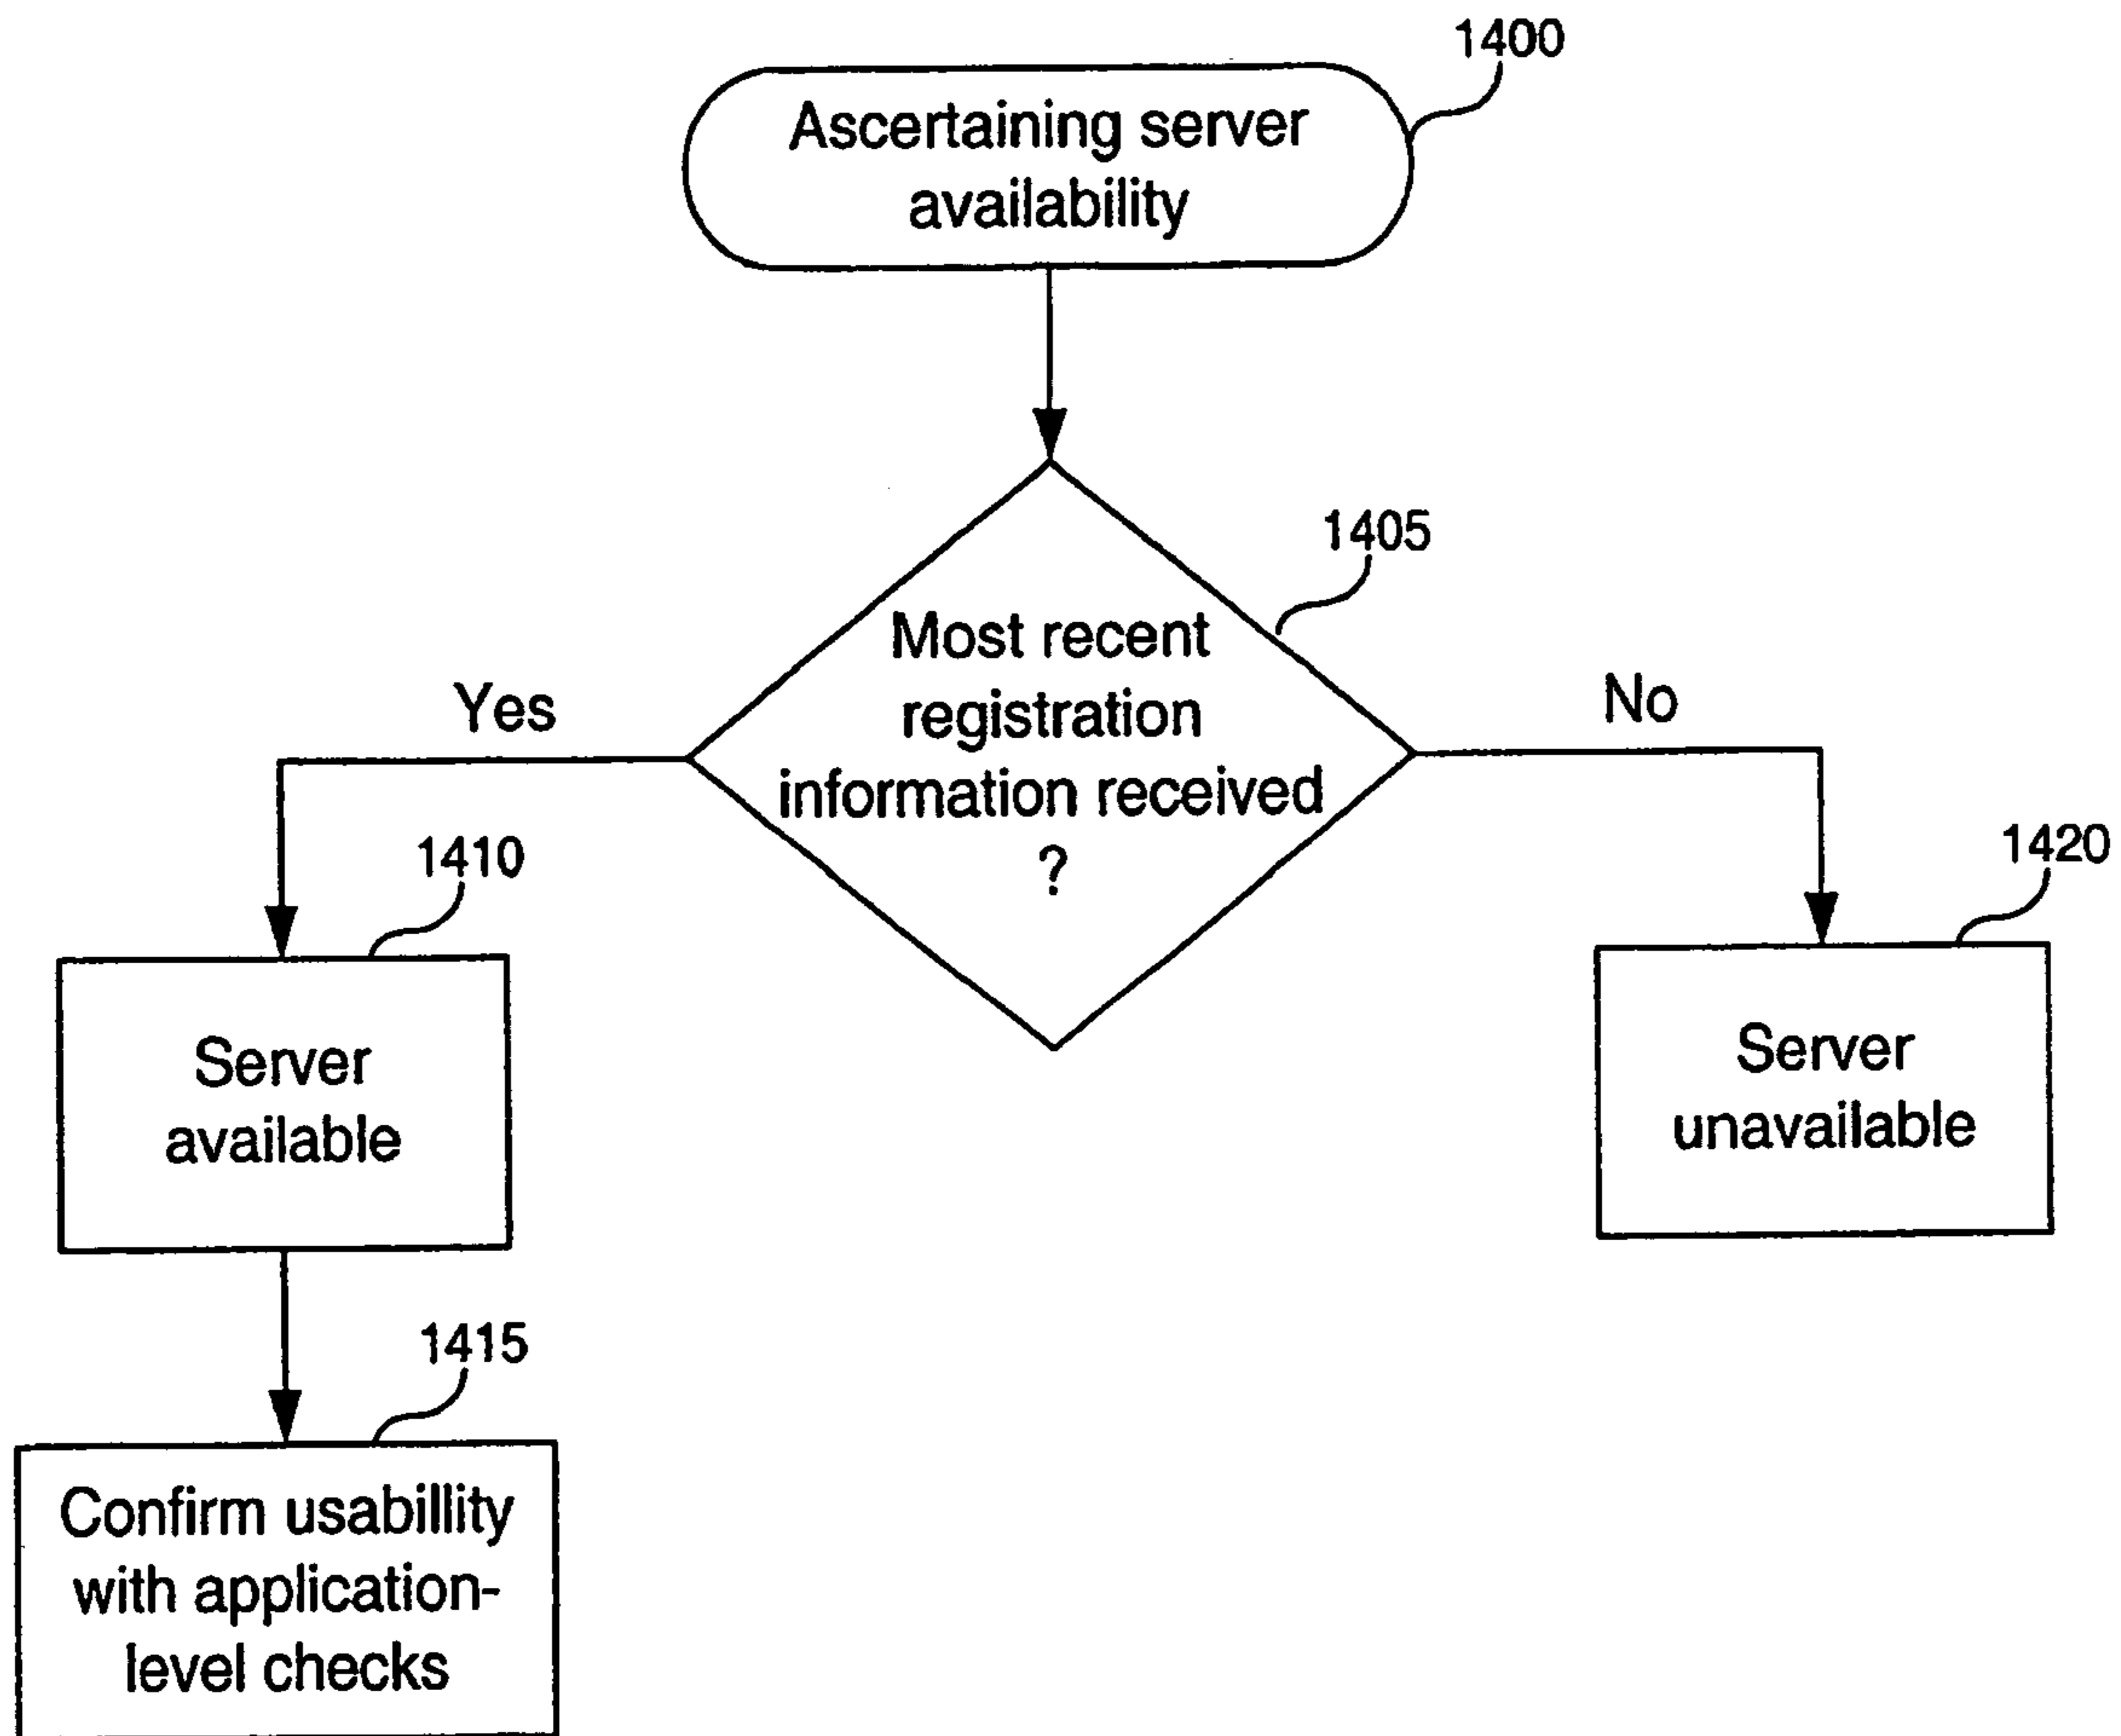 1400
Ascertaining server
availability
1405
Most recent
registration
information received
?
Yes
No
1410
Server
available
1420
Server
unavailable
1415
Confirm usabillity
with application-
level checks